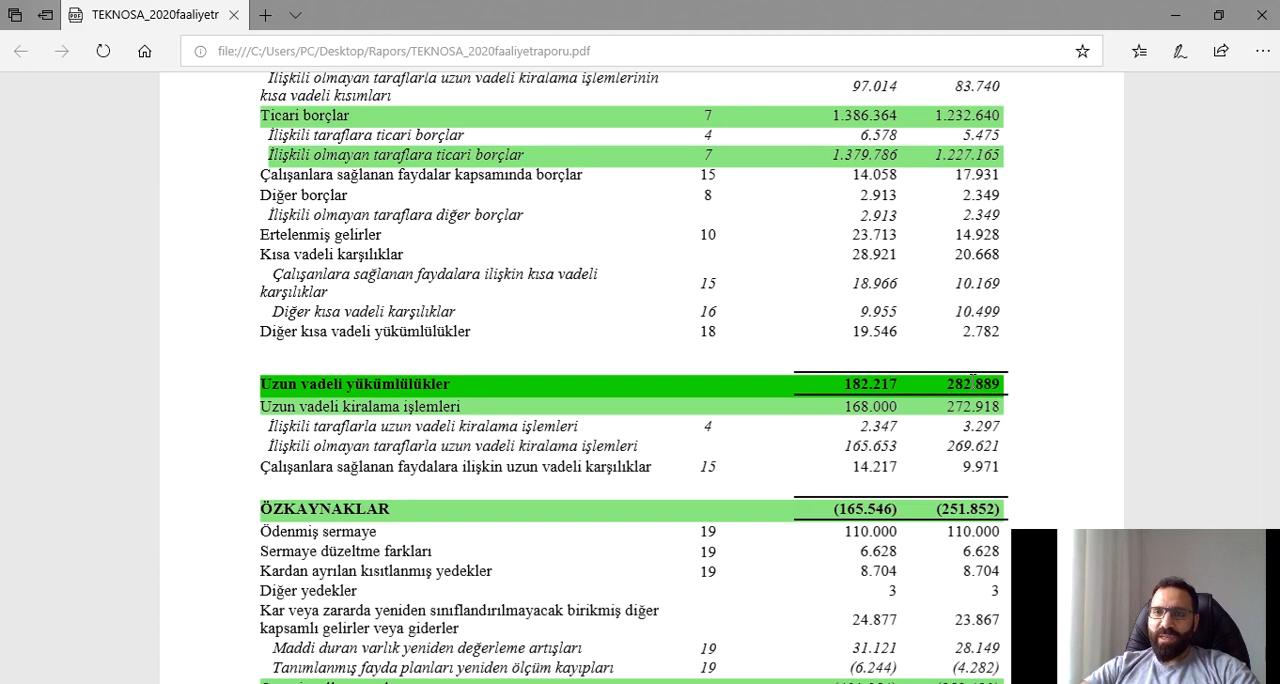 TEKNOSA_2020faaliyetr
file:///C:/Users/PC/Desktop/Rapors/TEKNOSA_2020faaliyetraporu.pdf
İlişkili olmayan taraflarla uzun vadeli kiralama işlemlerinin
kısa vadeli kısımları 97.014 83.740
Ticari borçlar 7 1.386.364 1.232.640
İlişkili taraflara ticari borçlar 4 6.578 5.475
İlişkili olmayan taraflara ticari borçlar 7 1.379.786 1.227.165
Çalışanlara sağlanan faydalar kapsamında borçlar 15 14.058 17.931
Diğer borçlar 8 2.913 2.349
İlişkili olmayan taraflara diğer borçlar 2.913 2.349
Ertelenmiş gelirler 10 23.713 14.928
Kısa vadeli karşılıklar 28.921 20.668
Çalışanlara sağlanan faydalara ilişkin kısa vadeli
karşılıklar 15 18.966 10.169
Diğer kısa vadeli karşılıklar 16 9.955 10.499
Diğer kısa vadeli yükümlülükler 18 19.546 2.782
Uzun vadeli yükümlülükler 182.217 282.889
Uzun vadeli kiralama işlemleri 168.000 272.918
İlişkili taraflarla uzun vadeli kiralama işlemleri 4 2.347 3.297
İlişkili olmayan taraflarla uzun vadeli kiralama işlemleri 165.653 269.621
Çalışanlara sağlanan faydalara ilişkin uzun vadeli karşılıklar 15 14.217 9.971
ÖZKAYNAKLAR (165.546) (251.852)
Ödenmiş sermaye 19 110.000 110.000
Sermaye düzeltme farkları 19 6.628 6.628
Kardan ayrılan kısıtlanmış yedekler 19 8.704 8.704
Diğer yedekler 3 3
Kar veya zararda yeniden sınıflandırılmayacak birikmiş diğer
kapsamlı gelirler veya giderler 24.877 23.867
Maddi duran varlık yeniden değerleme artışları 19 31.121 28.149
Tanımlanmış fayda planları yeniden ölçüm kayıpları 19 (6.244) (4.282)